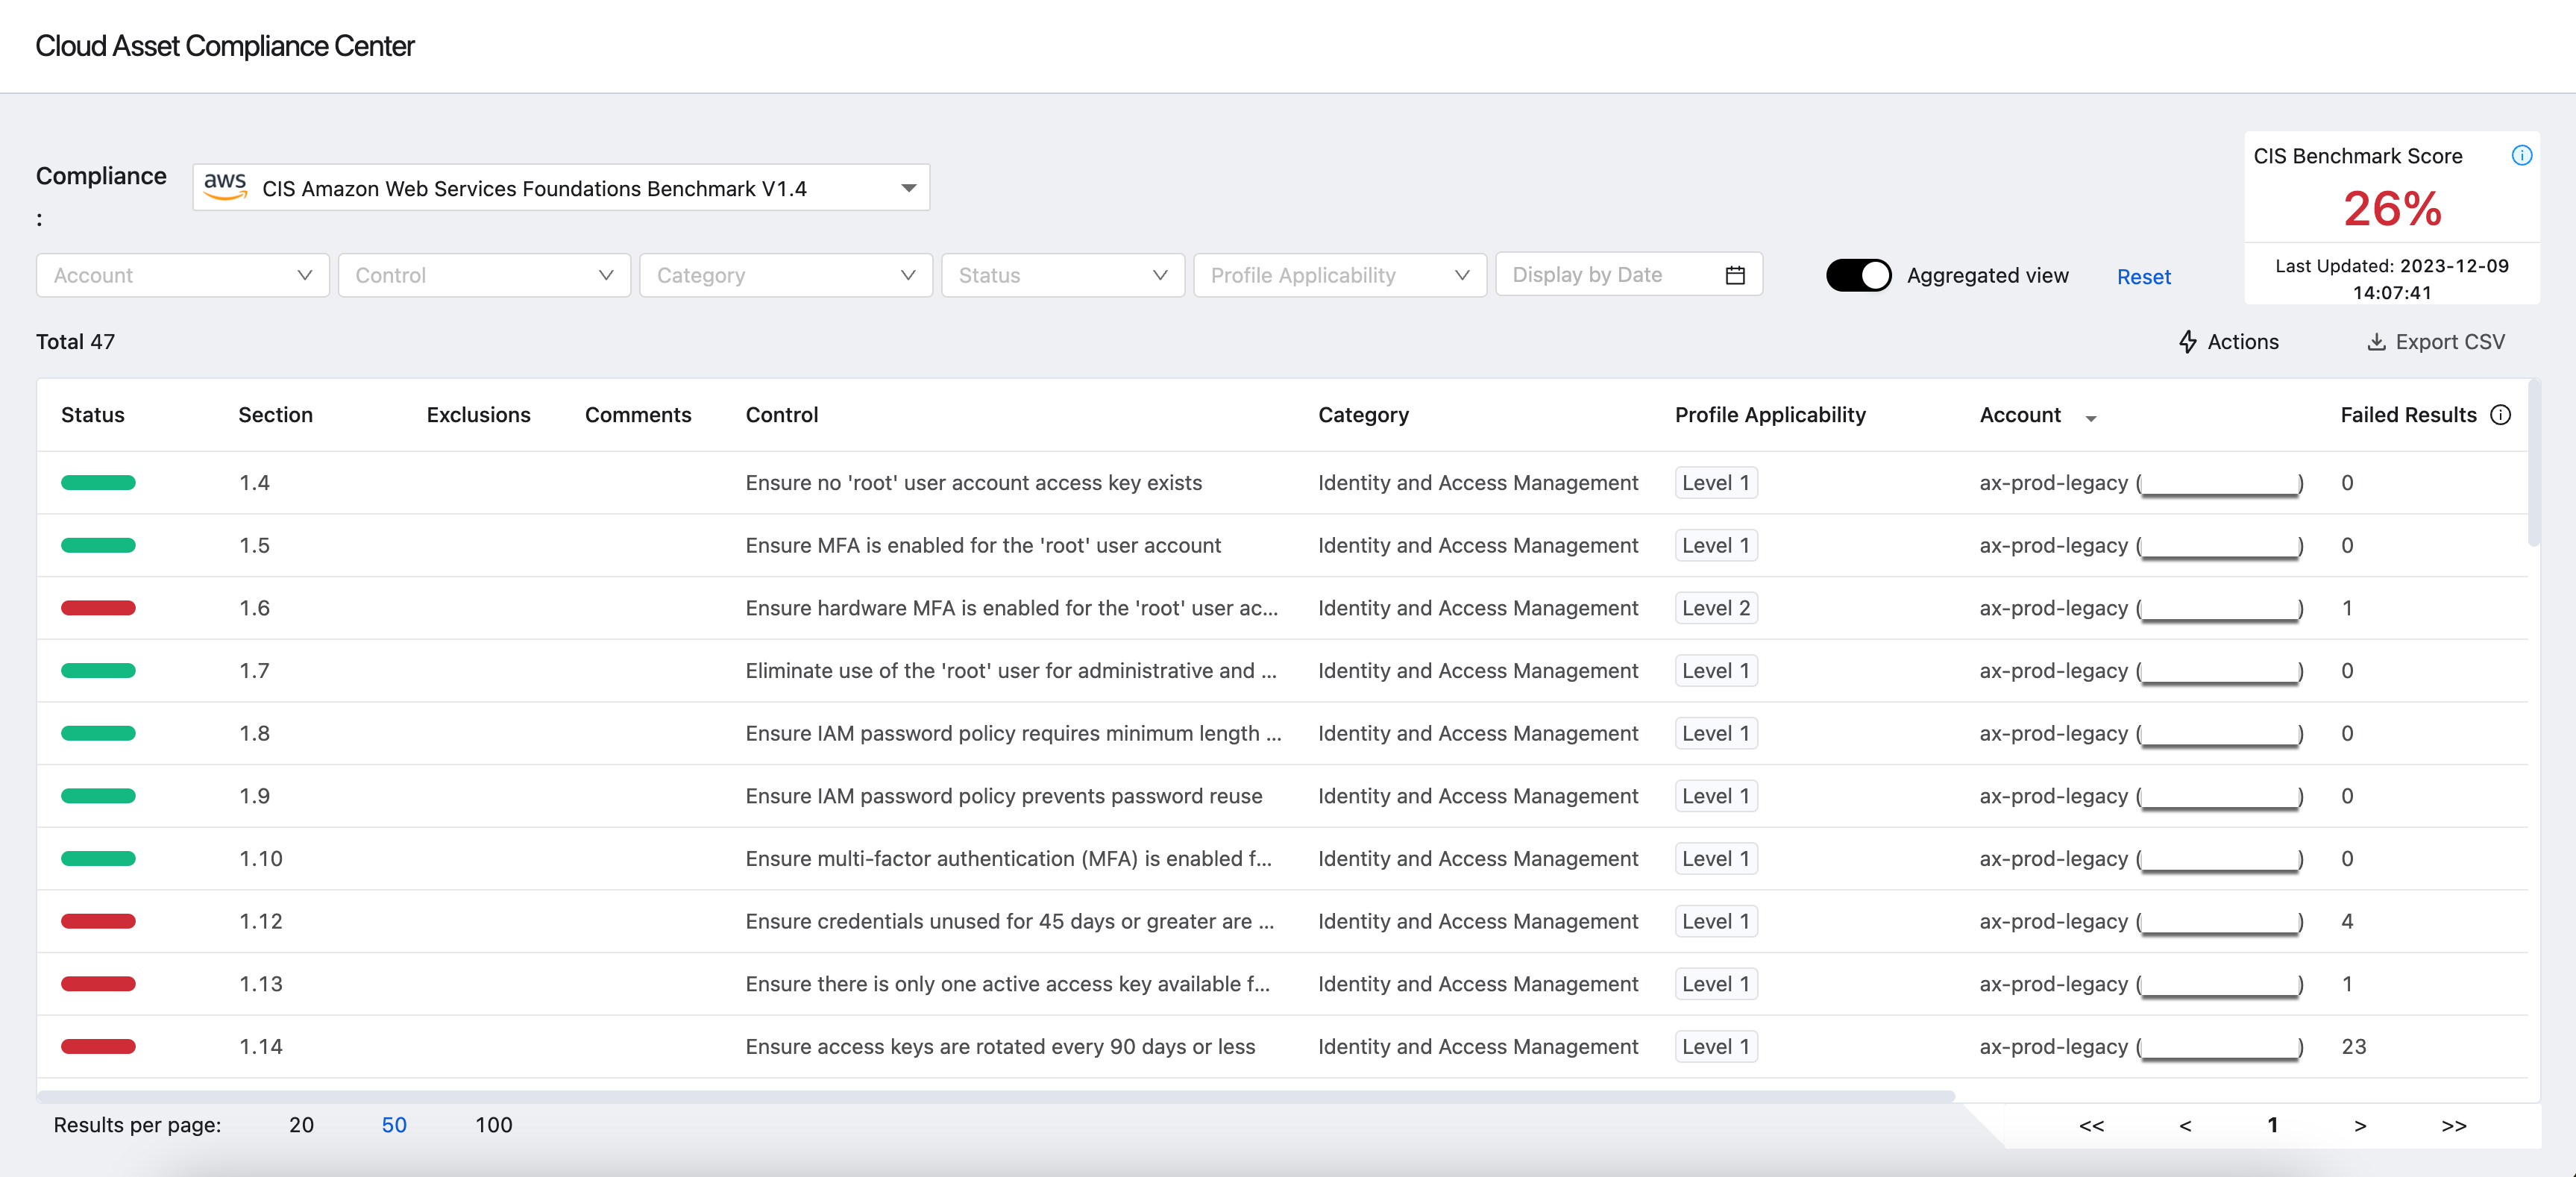 Cloud Asset Compliance Center
Compliance
:
aws CIS Amazon Web Services Foundations Benchmark V1.4
CIS Benchmark Score
26%
Last Updated: 2023-12-09
14:07:41
Account Control Category Status Profile Applicability Display by Date Aggregated view Reset
Total 47 Actions Export CSV
Status Section Exclusions Comments Control Category Profile Applicability Account Failed Results
1.4 Ensure no 'root' user account access key exists Identity and Access Management Level 1 ax-prod-legacy ( ) 0
1.5 Ensure MFA is enabled for the 'root' user account Identity and Access Management Level 1 ax-prod-legacy ( ) 0
1.6 Ensure hardware MFA is enabled for the 'root' user ac... Identity and Access Management Level 2 ax-prod-legacy ( ) 1
1.7 Eliminate use of the 'root' user for administrative and ... Identity and Access Management Level 1 ax-prod-legacy ( ) 0
1.8 Ensure IAM password policy requires minimum length ... Identity and Access Management Level 1 ax-prod-legacy ( ) 0
1.9 Ensure IAM password policy prevents password reuse Identity and Access Management Level 1 ax-prod-legacy ( ) 0
1.10 Ensure multi-factor authentication (MFA) is enabled f... Identity and Access Management Level 1 ax-prod-legacy ( ) 0
1.12 Ensure credentials unused for 45 days or greater are ... Identity and Access Management Level 1 ax-prod-legacy ( ) 4
1.13 Ensure there is only one active access key available f... Identity and Access Management Level 1 ax-prod-legacy ( ) 1
1.14 Ensure access keys are rotated every 90 days or less Identity and Access Management Level 1 ax-prod-legacy ( ) 23
Results per page: 20 50 100 << < 1 > >>